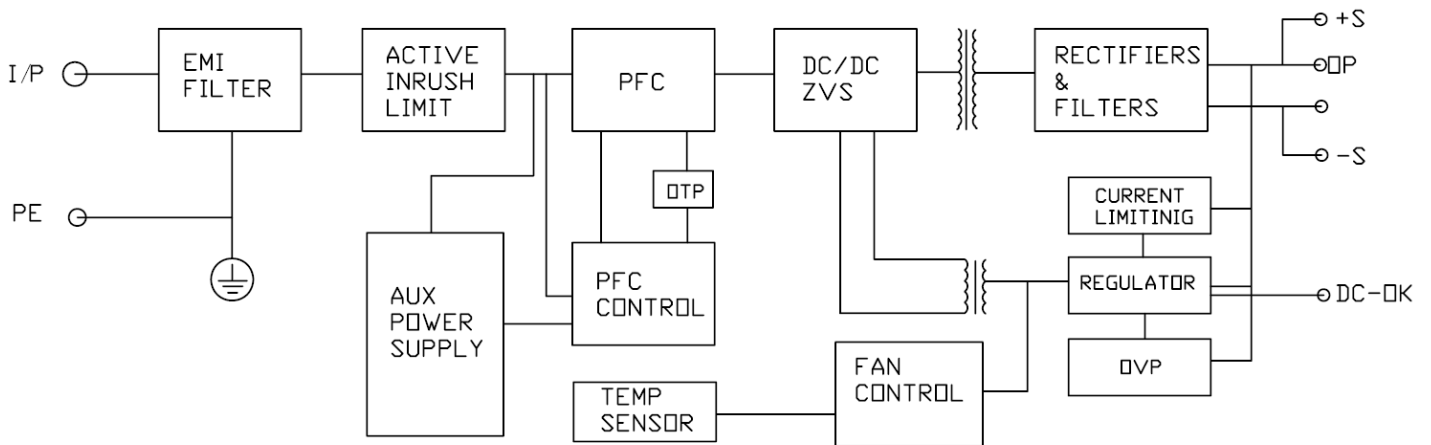 I/P
EMI
FILTER
ACTIVE
INRUSH
LIMIT
PFC
DC/DC
ZVS
RECTIFIERS
&
FILTERS
+S
OP
-S
PE
OTP
CURRENT
LIMITINIG
AUX
POWER
SUPPLY
PFC
CONTROL
REGULATOR
DC-OK
OVP
FAN
CONTROL
TEMP
SENSOR